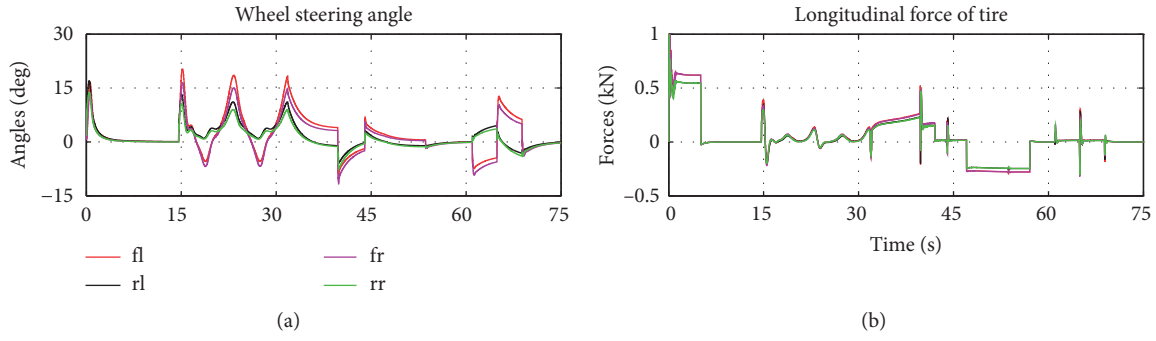 Wheel steering angle
30
15
0
−15
Angles (deg)
0 15 30 45 60 75
fl
fr
rl
rr
(a)
Longitudinal force of tire
1
0.5
0
−0.5
Forces (kN)
0 15 30 45 60 75
Time (s)
(b)